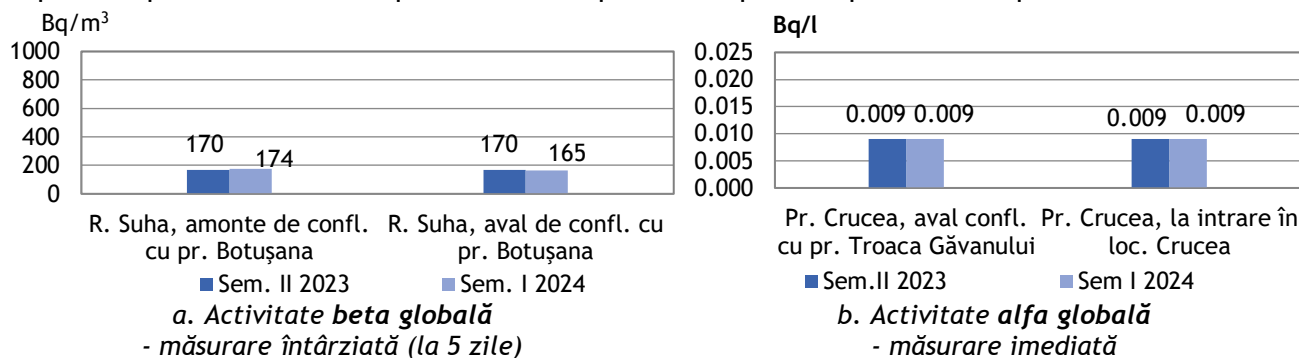 Bq/m³
1000
800
600
400
200
0
170
174
170
165
R. Suha, amonte de confl.
cu pr. Botuşana
R. Suha, aval de confl. cu
pr. Botuşana
Sem. II 2023
Sem. I 2024
a. Activitate beta globală
- măsurare întârziată (la 5 zile)
Bq/l
0.025
0.020
0.015
0.010
0.005
0.000
0.009
0.009
0.009
0.009
Pr. Crucea, aval confl.
cu pr. Troaca Găvanului
Pr. Crucea, la intrare în
loc. Crucea
Sem.II 2023
Sem I 2024
b. Activitate alfa globală
- măsurare imediată